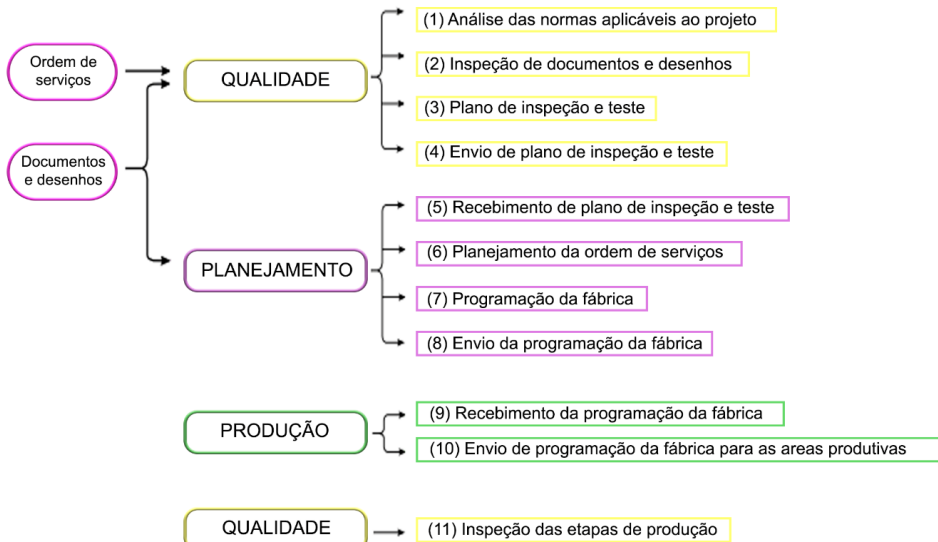 Ordem de
serviços
Documentos
e desenhos
QUALIDADE
(1) Análise das normas aplicáveis ao projeto
(2) Inspeção de documentos e desenhos
(3) Plano de inspeção e teste
(4) Envio de plano de inspeção e teste
PLANEJAMENTO
(5) Recebimento de plano de inspeção e teste
(6) Planejamento da ordem de serviços
(7) Programação da fábrica
(8) Envio da programação da fábrica
PRODUÇÃO
(9) Recebimento da programação da fábrica
(10) Envio de programação da fábrica para as areas produtivas
QUALIDADE
(11) Inspeção das etapas de produção